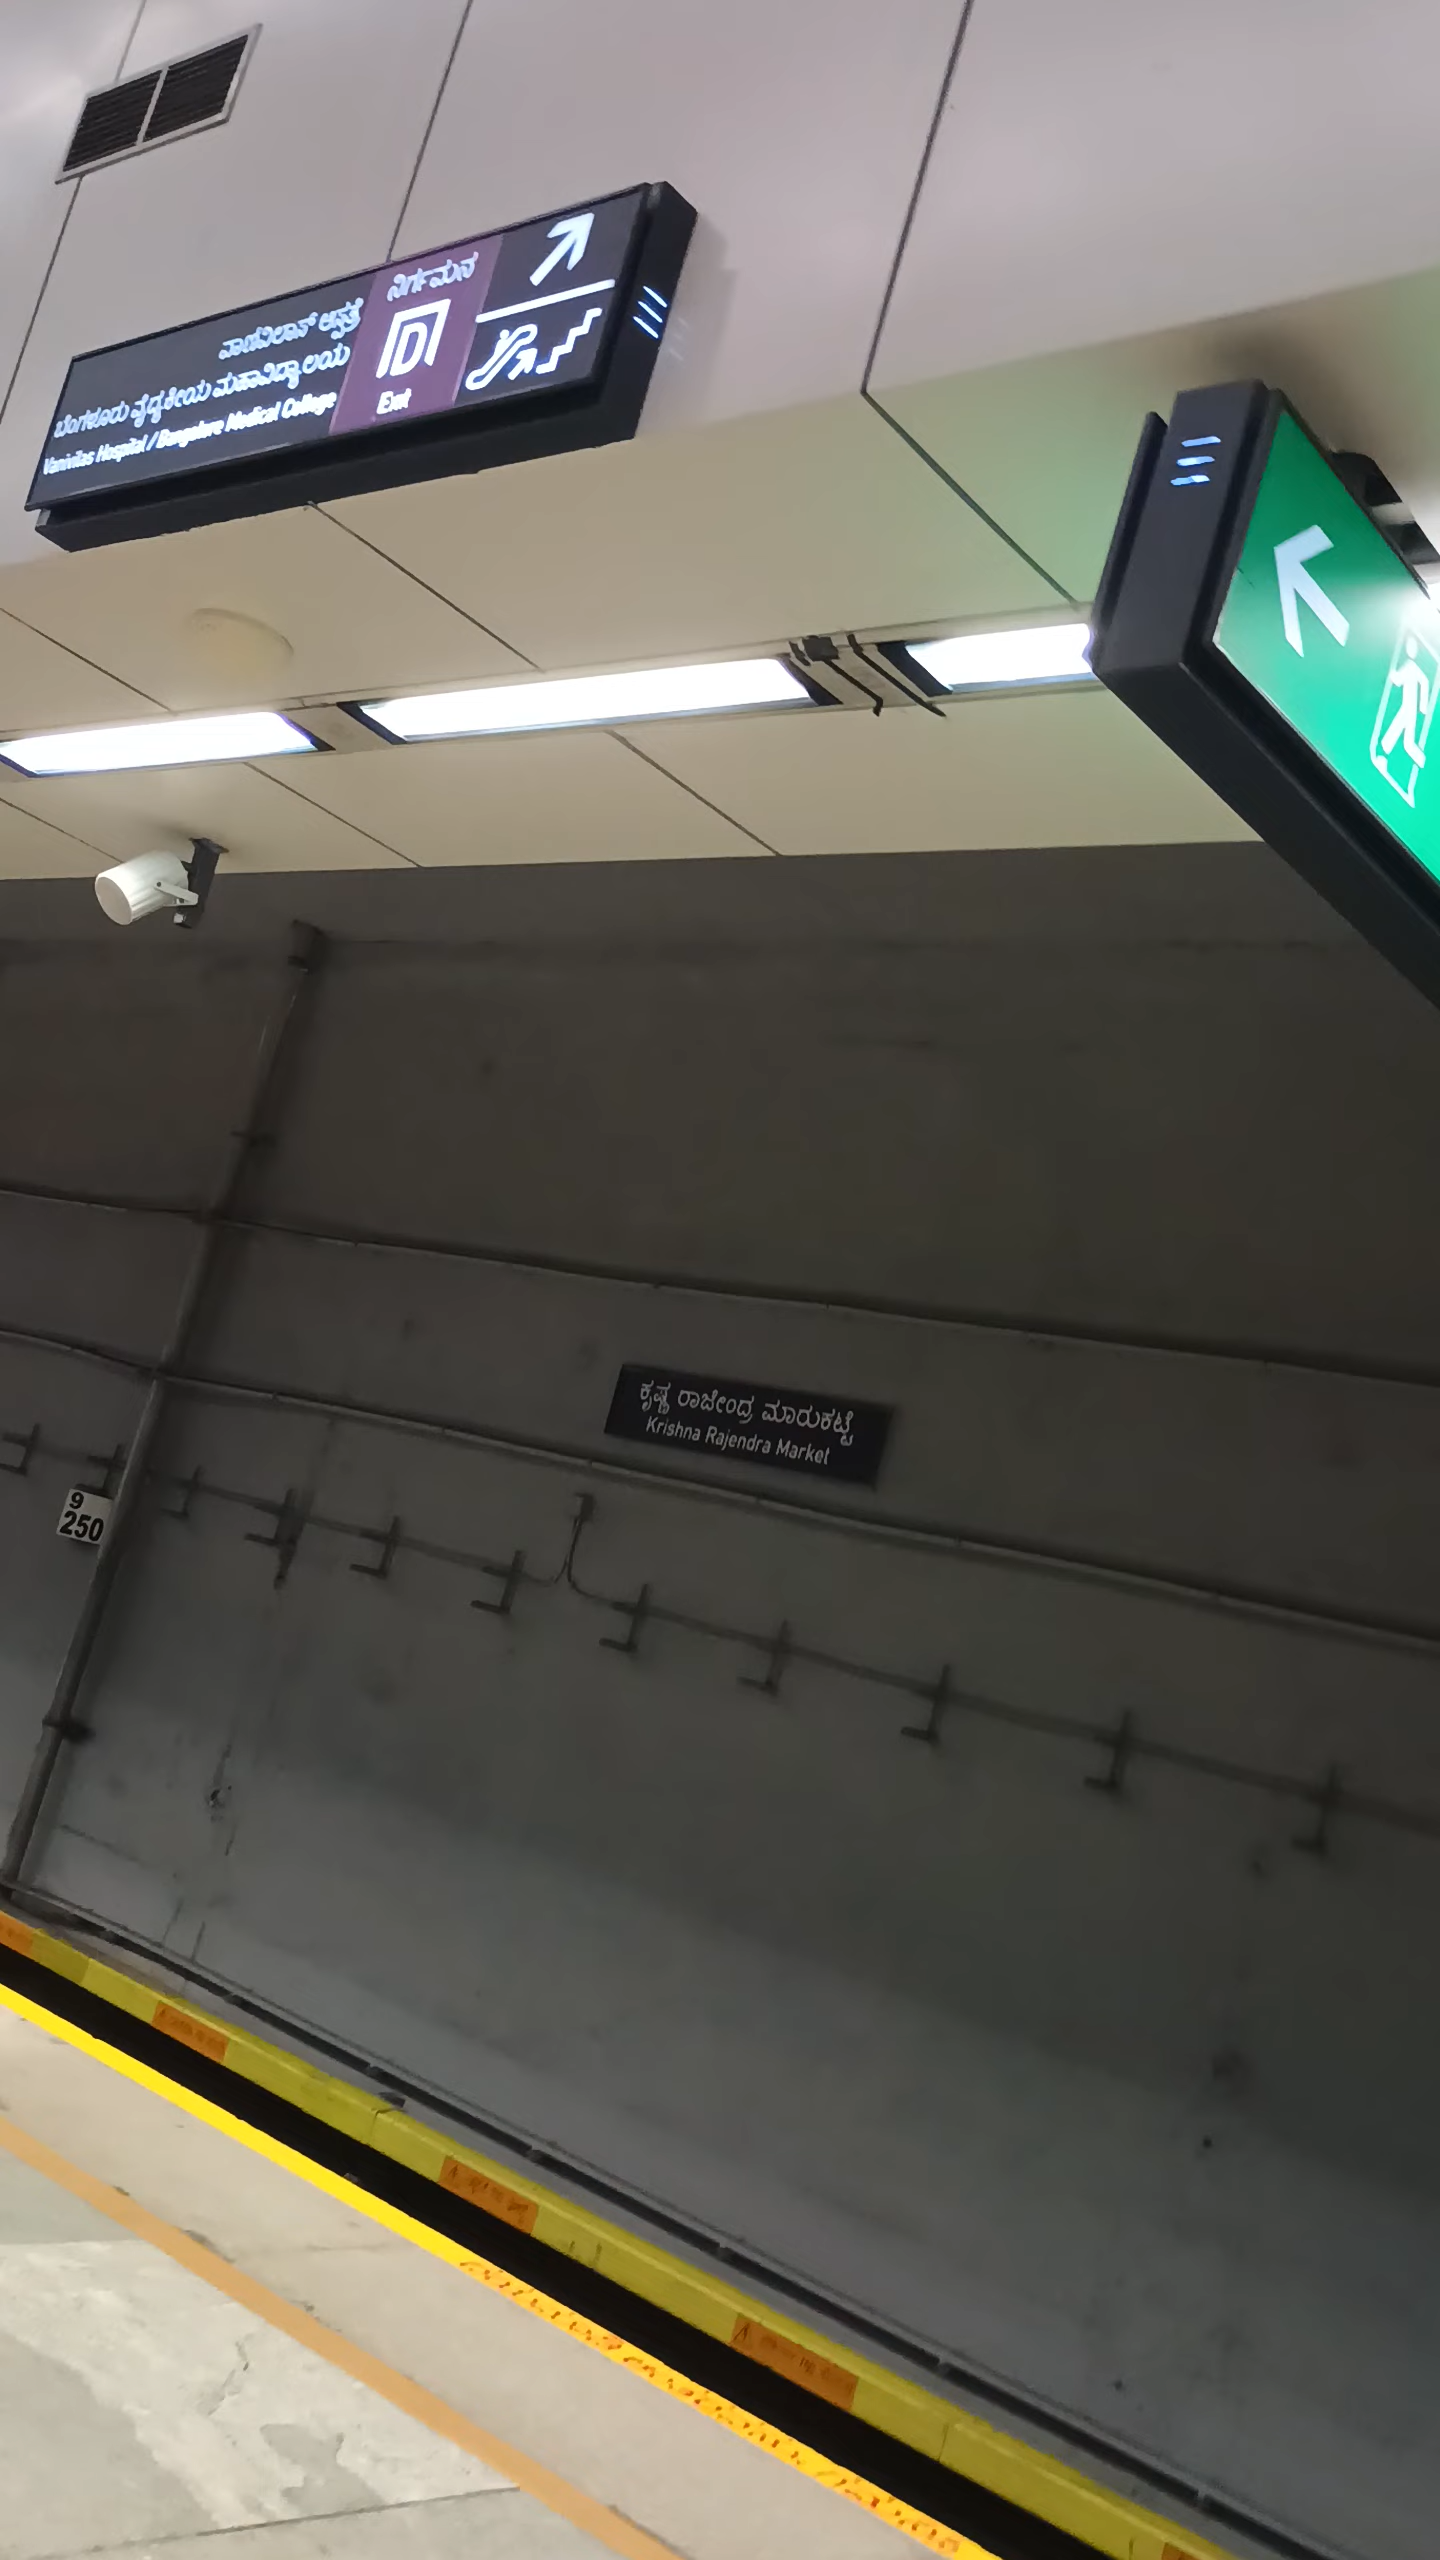 ವಾಣಿವಿಲಾಸ್ ಆಸ್ಪತ್ರೆ
ಬೆಂಗಳೂರು ವೈದ್ಯಕೀಯ ಮಹಾವಿದ್ಯಾಲಯ
Vanivilas Hospital / Bangalore Medical College
ನಿರ್ಗಮನ
D
Exit
ಕೃಷ್ಣ ರಾಜೇಂದ್ರ ಮಾರುಕಟ್ಟೆ
Krishna Rajendra Market
9
250